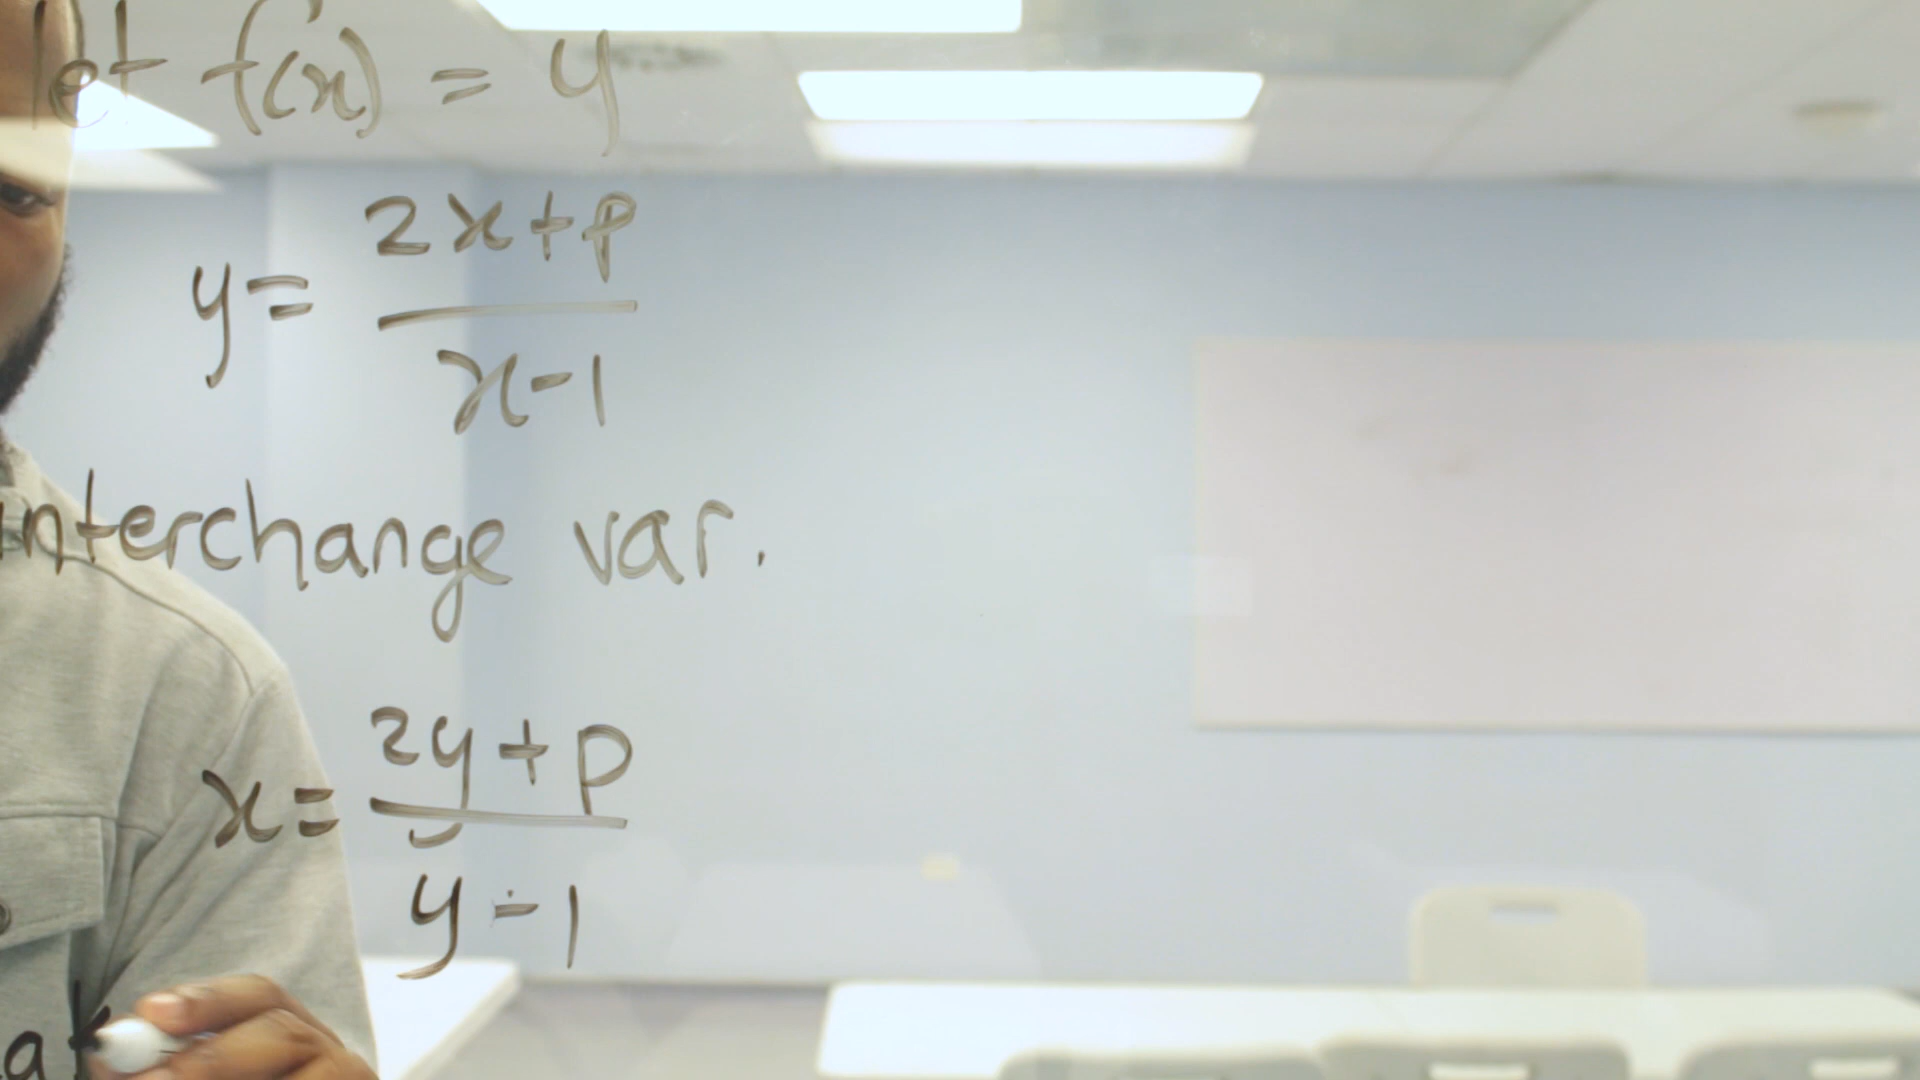 let f(x) = y
y = 2x+p
x-1
interchange var.
x = 2y+p
y-1